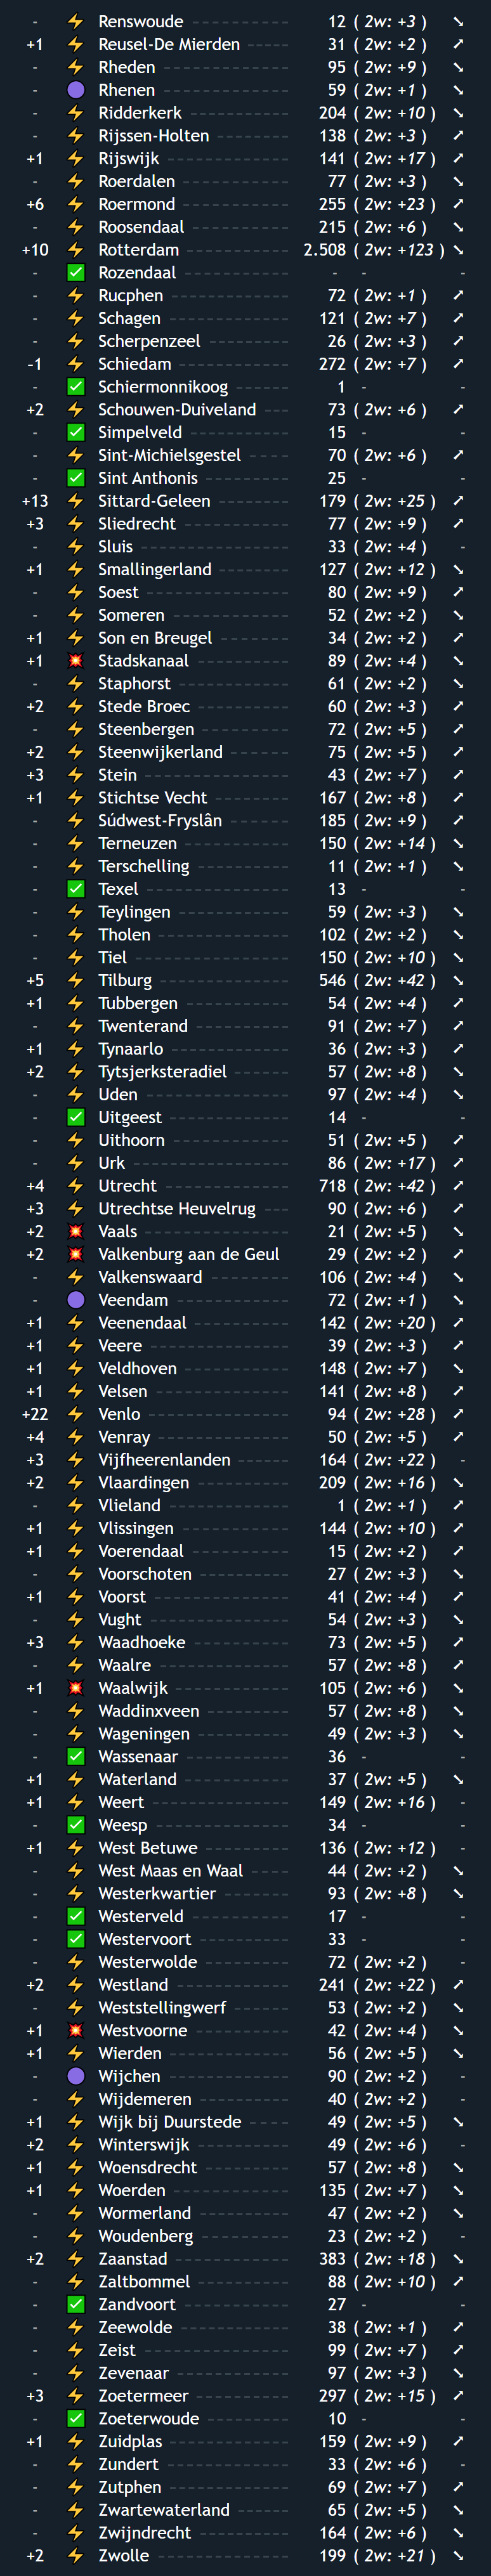 - ⚡ Renswoude 12 ( 2w: +3 ) ↘
+1 ⚡ Reusel-De Mierden 31 ( 2w: +2 ) ↗
- ⚡ Rheden 95 ( 2w: +9 ) ↘
- 🟣 Rhenen 59 ( 2w: +1 ) ↘
- ⚡ Ridderkerk 204 ( 2w: +10 ) ↘
- ⚡ Rijssen-Holten 138 ( 2w: +3 ) ↗
+1 ⚡ Rijswijk 141 ( 2w: +17 ) ↗
- ⚡ Roerdalen 77 ( 2w: +3 ) ↘
+6 ⚡ Roermond 255 ( 2w: +23 ) ↗
- ⚡ Roosendaal 215 ( 2w: +6 ) ↘
+10 ⚡ Rotterdam 2.508 ( 2w: +123 ) ↘
- ✅ Rozendaal - - -
- ⚡ Rucphen 72 ( 2w: +1 ) ↗
- ⚡ Schagen 121 ( 2w: +7 ) ↗
- ⚡ Scherpenzeel 26 ( 2w: +3 ) ↗
-1 ⚡ Schiedam 272 ( 2w: +7 ) ↗
- ✅ Schiermonnikoog 1 - -
+2 ⚡ Schouwen-Duiveland 73 ( 2w: +6 ) ↗
- ✅ Simpelveld 15 - -
- ⚡ Sint-Michielsgestel 70 ( 2w: +6 ) ↗
- ✅ Sint Anthonis 25 - -
+13 ⚡ Sittard-Geleen 179 ( 2w: +25 ) ↗
+3 ⚡ Sliedrecht 77 ( 2w: +9 ) ↗
- ⚡ Sluis 33 ( 2w: +4 ) -
+1 ⚡ Smallingerland 127 ( 2w: +12 ) ↘
- ⚡ Soest 80 ( 2w: +9 ) ↗
- ⚡ Someren 52 ( 2w: +2 ) ↘
+1 ⚡ Son en Breugel 34 ( 2w: +2 ) ↗
+1 💥 Stadskanaal 89 ( 2w: +4 ) ↘
- ⚡ Staphorst 61 ( 2w: +2 ) ↘
+2 ⚡ Stede Broec 60 ( 2w: +3 ) ↗
- ⚡ Steenbergen 72 ( 2w: +5 ) ↗
+2 ⚡ Steenwijkerland 75 ( 2w: +5 ) ↗
+3 ⚡ Stein 43 ( 2w: +7 ) ↗
+1 ⚡ Stichtse Vecht 167 ( 2w: +8 ) ↗
- ⚡ Súdwest-Fryslân 185 ( 2w: +9 ) ↗
- ⚡ Terneuzen 150 ( 2w: +14 ) ↘
- ⚡ Terschelling 11 ( 2w: +1 ) ↘
- ✅ Texel 13 - -
- ⚡ Teylingen 59 ( 2w: +3 ) ↘
- ⚡ Tholen 102 ( 2w: +2 ) ↘
- ⚡ Tiel 150 ( 2w: +10 ) ↘
+5 ⚡ Tilburg 546 ( 2w: +42 ) ↘
+1 ⚡ Tubbergen 54 ( 2w: +4 ) ↗
- ⚡ Twenterand 91 ( 2w: +7 ) ↗
+1 ⚡ Tynaarlo 36 ( 2w: +3 ) ↗
+2 ⚡ Tytsjerksteradiel 57 ( 2w: +8 ) ↘
- ⚡ Uden 97 ( 2w: +4 ) ↘
- ✅ Uitgeest 14 - -
- ⚡ Uithoorn 51 ( 2w: +5 ) ↗
- ⚡ Urk 86 ( 2w: +17 ) ↗
+4 ⚡ Utrecht 718 ( 2w: +42 ) ↗
+3 ⚡ Utrechtse Heuvelrug 90 ( 2w: +6 ) ↗
+2 💥 Vaals 21 ( 2w: +5 ) ↘
+2 💥 Valkenburg aan de Geul 29 ( 2w: +2 ) ↗
- ⚡ Valkenswaard 106 ( 2w: +4 ) ↘
- 🟣 Veendam 72 ( 2w: +1 ) ↘
+1 ⚡ Veenendaal 142 ( 2w: +20 ) ↗
+1 ⚡ Veere 39 ( 2w: +3 ) ↗
+1 ⚡ Veldhoven 148 ( 2w: +7 ) ↘
+1 ⚡ Velsen 141 ( 2w: +8 ) ↗
+22 ⚡ Venlo 94 ( 2w: +28 ) ↗
+4 ⚡ Venray 50 ( 2w: +5 ) ↗
+3 ⚡ Vijfheerenlanden 164 ( 2w: +22 ) -
+2 ⚡ Vlaardingen 209 ( 2w: +16 ) ↘
- ⚡ Vlieland 1 ( 2w: +1 ) ↗
+1 ⚡ Vlissingen 144 ( 2w: +10 ) ↗
+1 ⚡ Voerendaal 15 ( 2w: +2 ) ↗
- ⚡ Voorschoten 27 ( 2w: +3 ) ↘
+1 ⚡ Voorst 41 ( 2w: +4 ) ↗
- ⚡ Vught 54 ( 2w: +3 ) ↘
+3 ⚡ Waadhoeke 73 ( 2w: +5 ) ↗
- ⚡ Waalre 57 ( 2w: +8 ) ↗
+1 💥 Waalwijk 105 ( 2w: +6 ) ↘
- ⚡ Waddinxveen 57 ( 2w: +8 ) ↘
- ⚡ Wageningen 49 ( 2w: +3 ) ↘
- ✅ Wassenaar 36 - -
+1 ⚡ Waterland 37 ( 2w: +5 ) ↘
+1 ⚡ Weert 149 ( 2w: +16 ) -
- ✅ Weesp 34 - -
+1 ⚡ West Betuwe 136 ( 2w: +12 ) -
- ⚡ West Maas en Waal 44 ( 2w: +2 ) ↘
- ⚡ Westerkwartier 93 ( 2w: +8 ) ↘
- ✅ Westerveld 17 - -
- ✅ Westervoort 33 - -
- ⚡ Westerwolde 72 ( 2w: +2 ) -
+2 ⚡ Westland 241 ( 2w: +22 ) ↗
- ⚡ Weststellingwerf 53 ( 2w: +2 ) ↘
+1 💥 Westvoorne 42 ( 2w: +4 ) ↘
+1 ⚡ Wierden 56 ( 2w: +5 ) ↘
- 🟣 Wijchen 90 ( 2w: +2 ) -
- ⚡ Wijdemeren 40 ( 2w: +2 ) -
+1 ⚡ Wijk bij Duurstede 49 ( 2w: +5 ) ↘
+2 ⚡ Winterswijk 49 ( 2w: +6 ) -
+1 ⚡ Woensdrecht 57 ( 2w: +8 ) ↘
+1 ⚡ Woerden 135 ( 2w: +7 ) ↘
- ⚡ Wormerland 47 ( 2w: +2 ) ↘
- ⚡ Woudenberg 23 ( 2w: +2 ) -
+2 ⚡ Zaanstad 383 ( 2w: +18 ) ↘
- ⚡ Zaltbommel 88 ( 2w: +10 ) ↗
- ✅ Zandvoort 27 - -
- ⚡ Zeewolde 38 ( 2w: +1 ) ↗
- ⚡ Zeist 99 ( 2w: +7 ) ↗
- ⚡ Zevenaar 97 ( 2w: +3 ) ↘
+3 ⚡ Zoetermeer 297 ( 2w: +15 ) ↗
- ✅ Zoeterwoude 10 - -
+1 ⚡ Zuidplas 159 ( 2w: +9 ) ↗
- ⚡ Zundert 33 ( 2w: +6 ) -
- ⚡ Zutphen 69 ( 2w: +7 ) ↗
- ⚡ Zwartewaterland 65 ( 2w: +5 ) ↘
- ⚡ Zwijndrecht 164 ( 2w: +6 ) ↘
+2 ⚡ Zwolle 199 ( 2w: +21 ) ↘